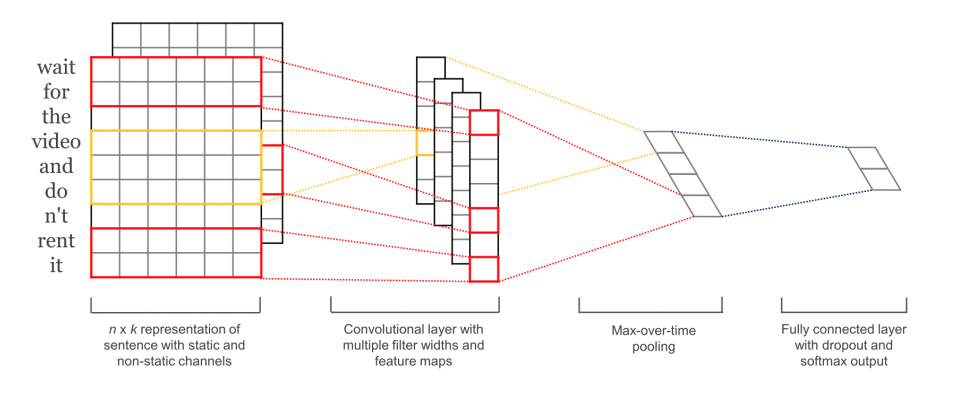 wait
for
the
video
and
do
n't
rent
it
n x k representation of
sentence with static and
non-static channels
Convolutional layer with
multiple filter widths and
feature maps
Max-over-time
pooling
Fully connected layer
with dropout and
softmax output